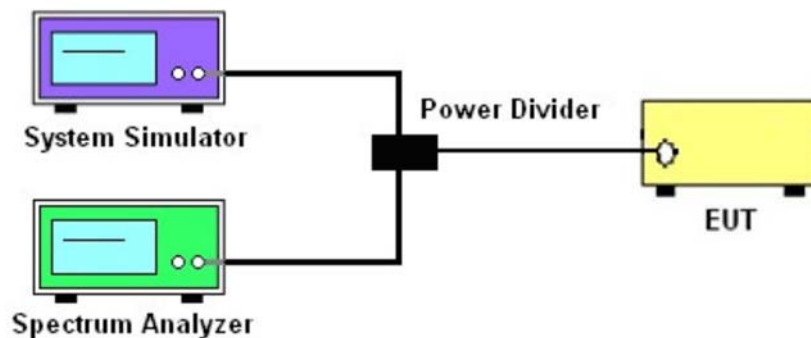 System Simulator
Power Divider
EUT
Spectrum Analyzer